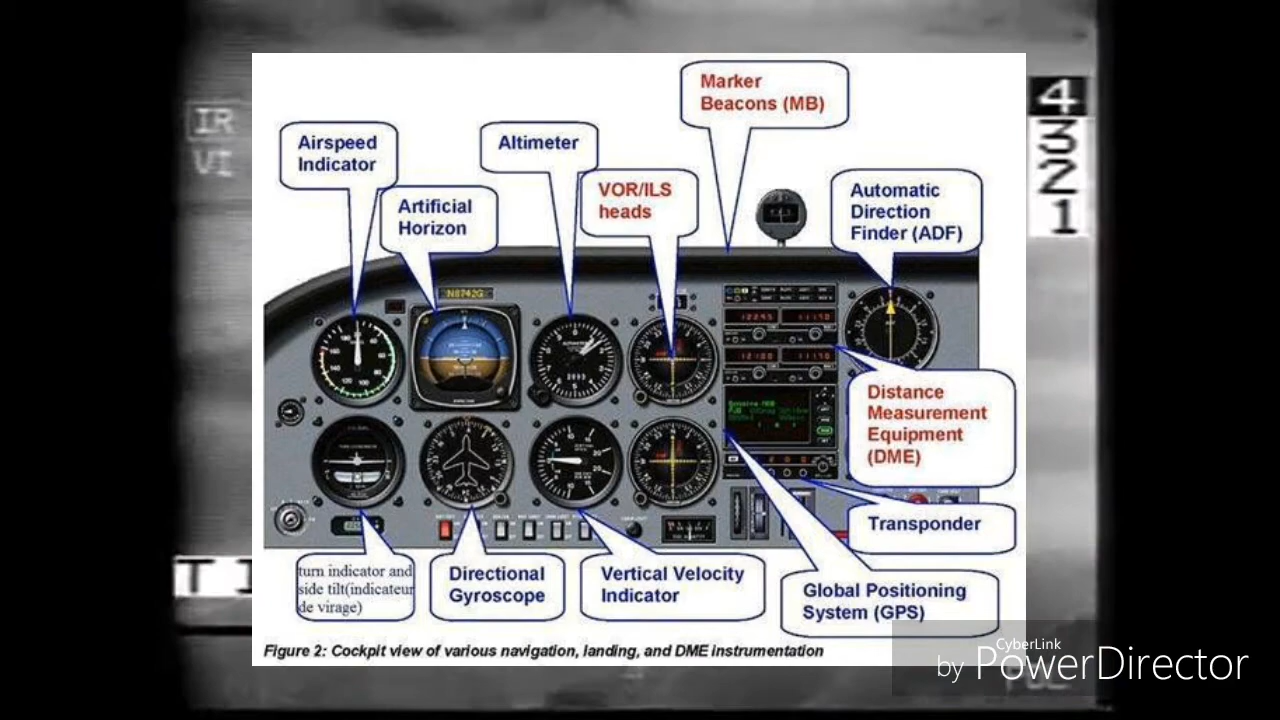 Marker
Beacons (MB)
Airspeed
Indicator
Altimeter
Artificial
Horizon
VOR/ILS
heads
Automatic
Direction
Finder (ADF)
IR
VI
4
3
2
1
N8742G
Distance
Measurement
Equipment
(DME)
Transponder
turn indicator and
side tilt(indicateur
de virage)
Directional
Gyroscope
Vertical Velocity
Indicator
Global Positioning
System (GPS)
Figure 2: Cockpit view of various navigation, landing, and DME instrumentation
CyberLink
by PowerDirector